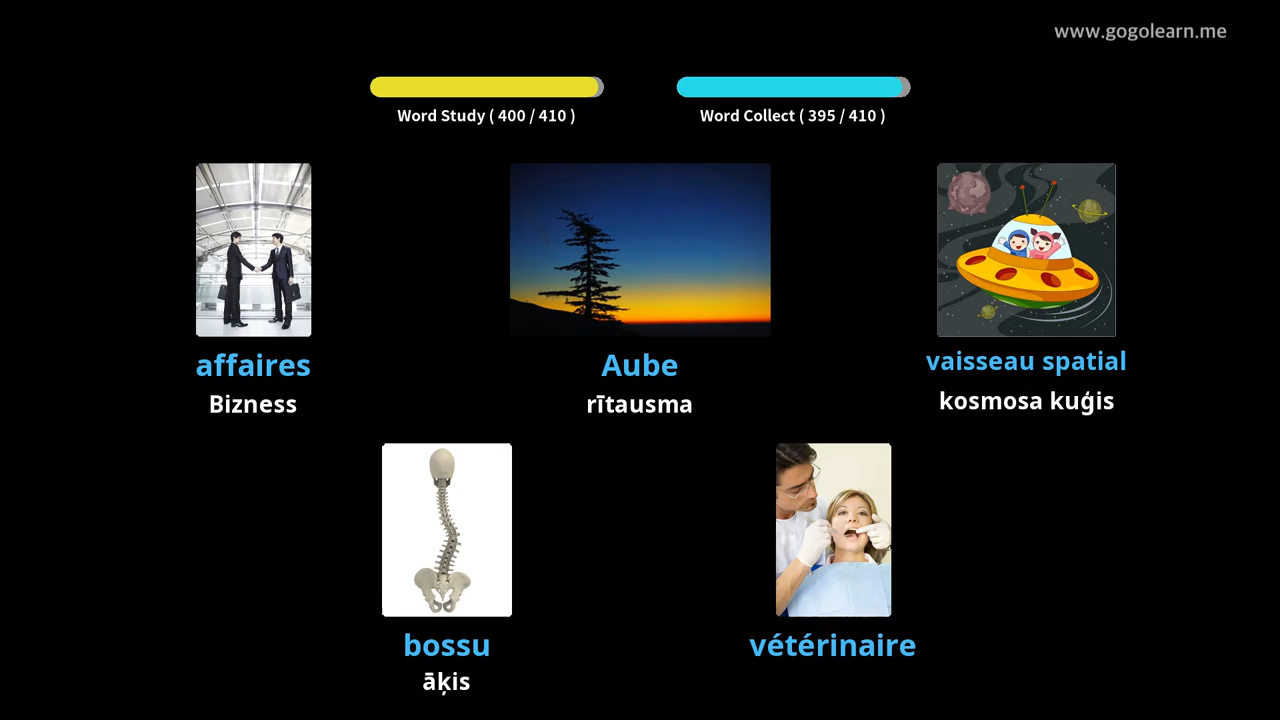 www.gogolearn.me
Word Study ( 400 / 410 )
Word Collect ( 395 / 410 )
affaires
Bizness
Aube
rītausma
vaisseau spatial
kosmosa kuģis
bossu
āķis
vétérinaire